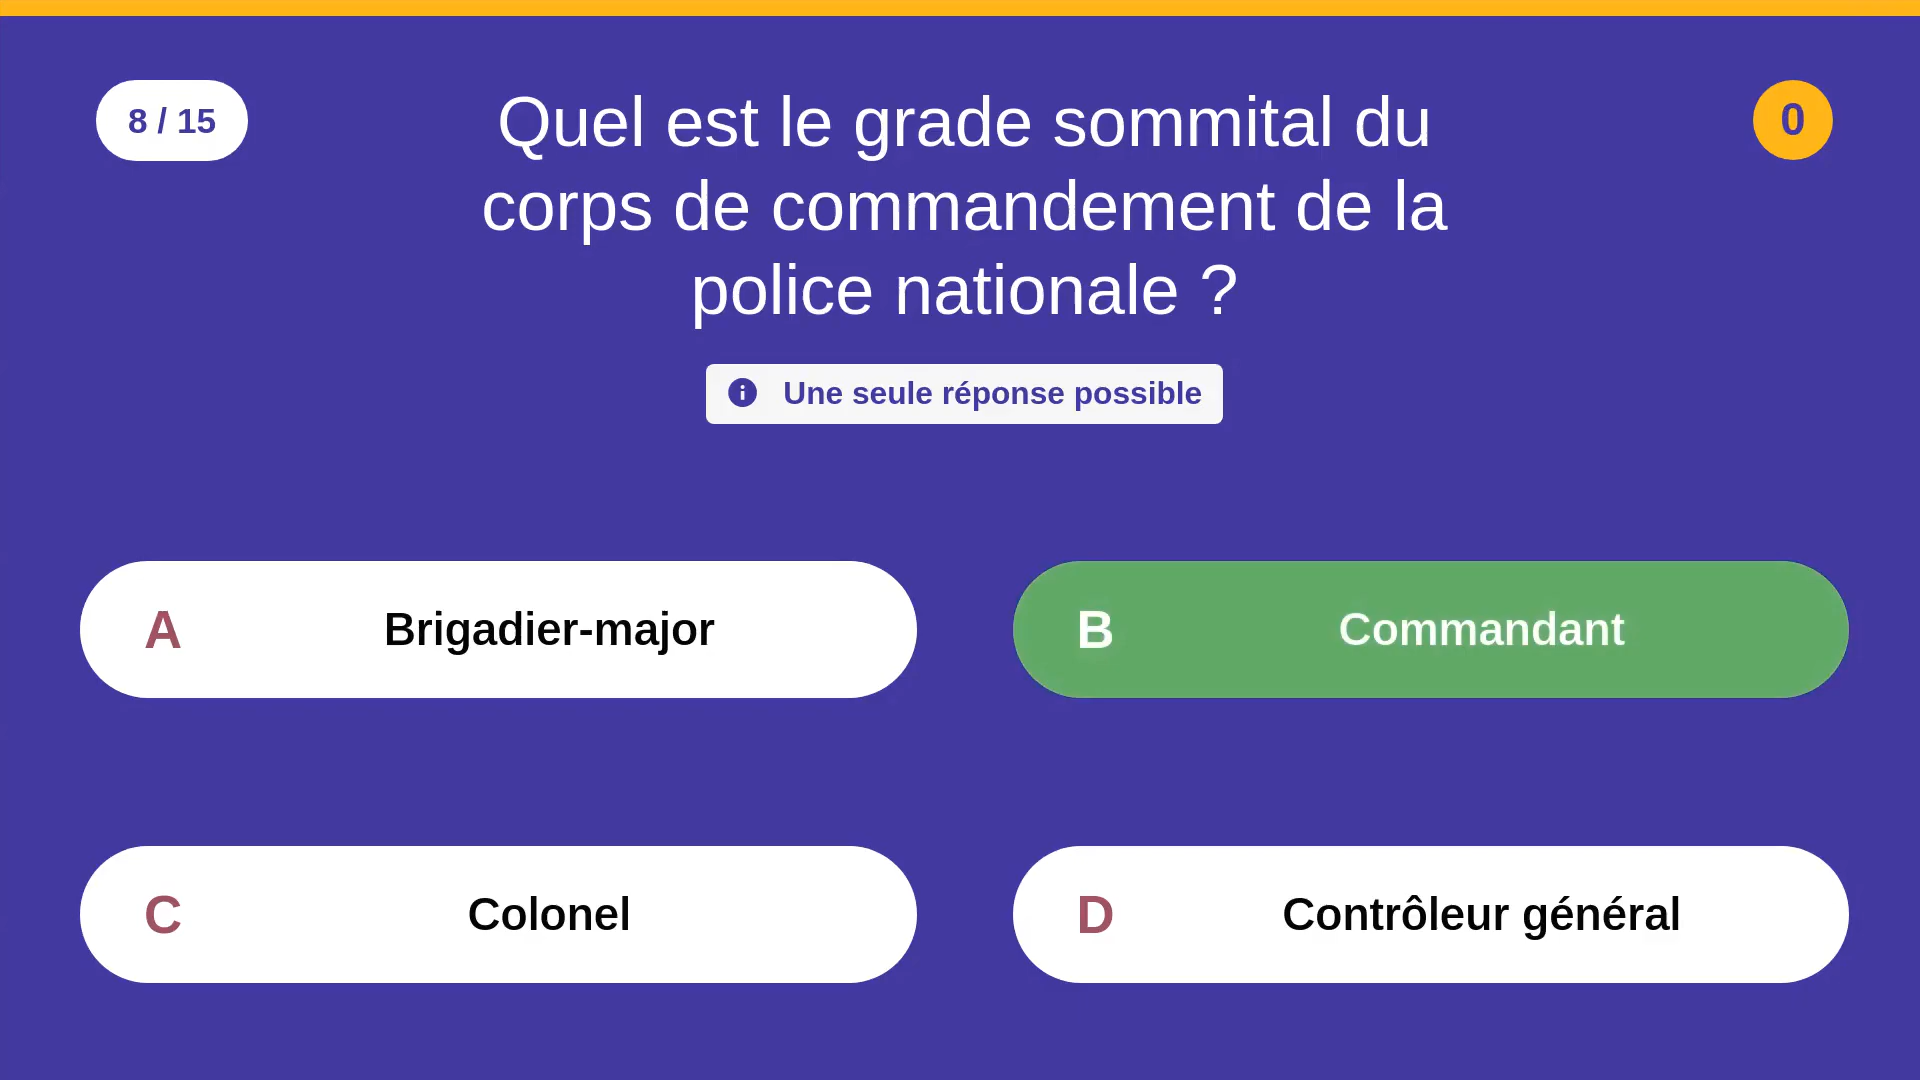 8 / 15
Quel est le grade sommital du
corps de commandement de la
police nationale ?
0
Une seule réponse possible
A Brigadier-major
B Commandant
C Colonel
D Contrôleur général